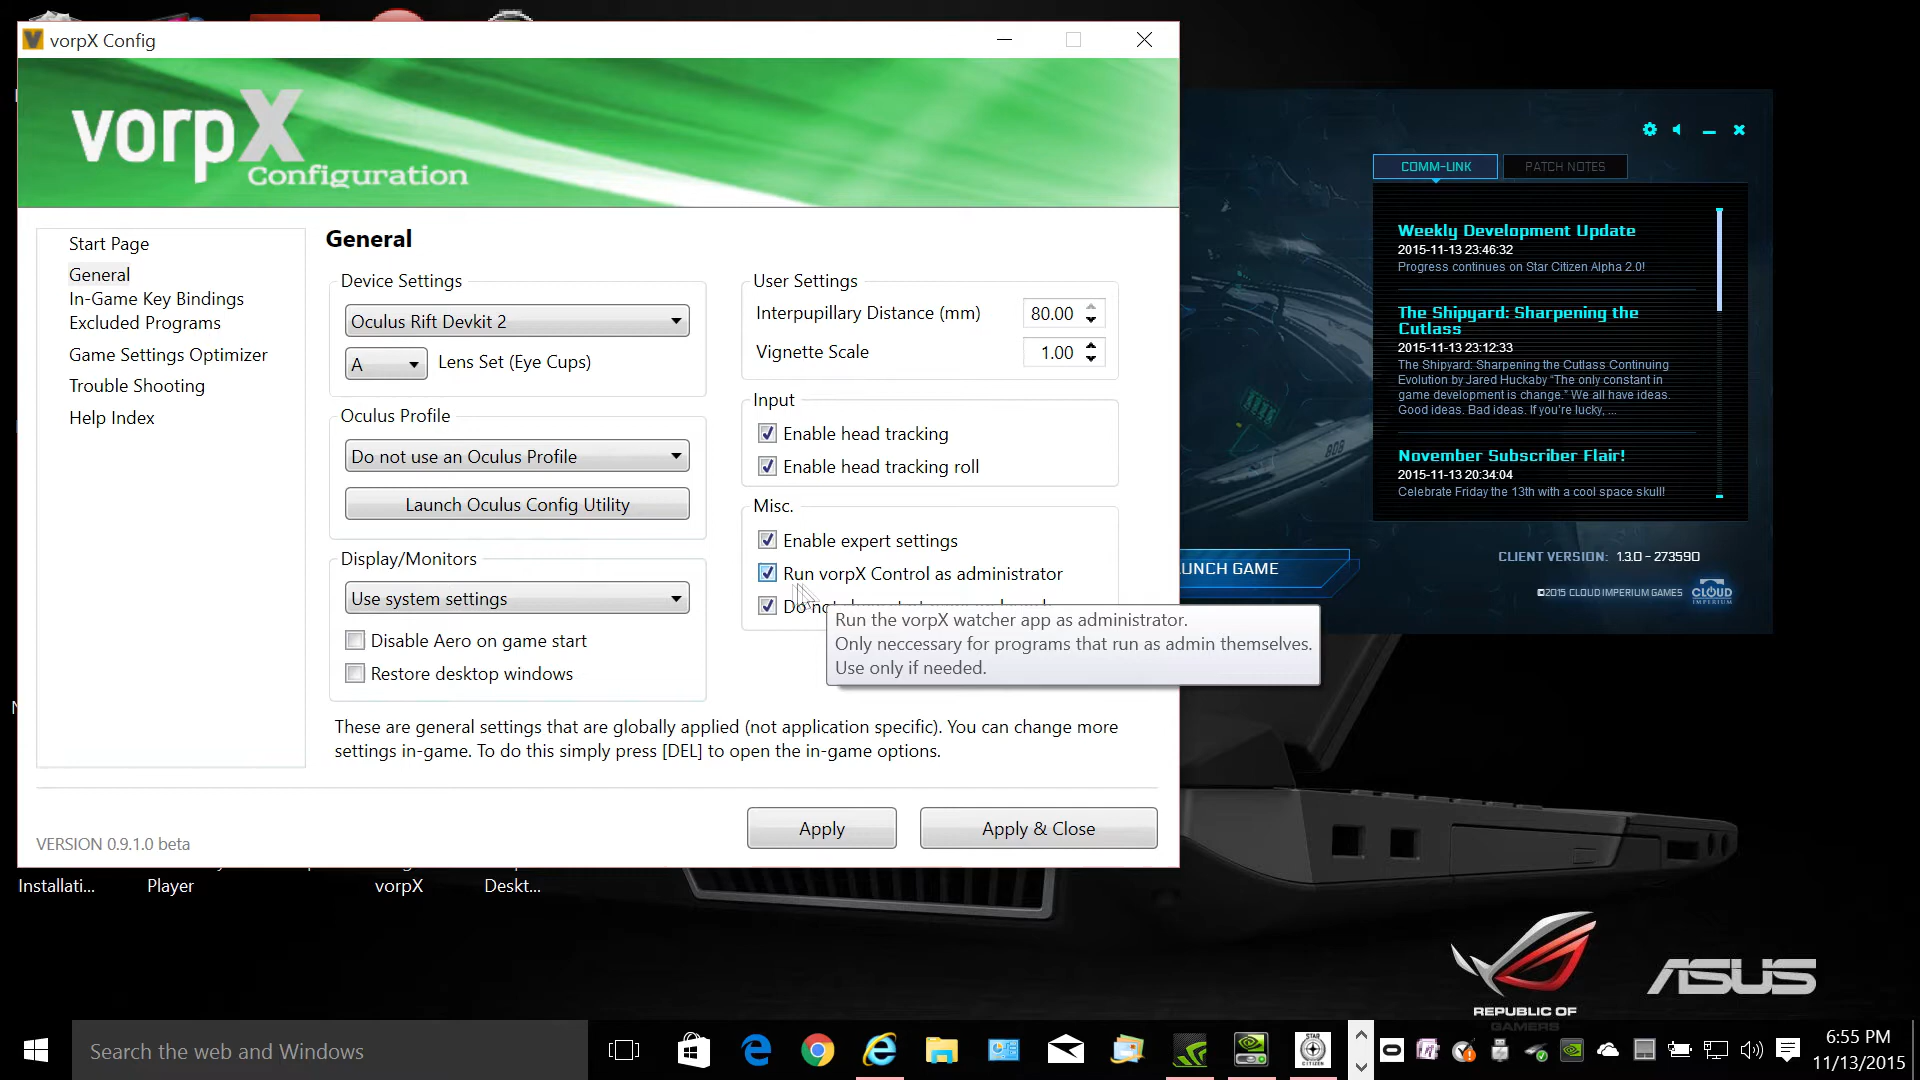 vorpX Config
vorpX
Configuration
Start Page
General
In-Game Key Bindings
Excluded Programs
Game Settings Optimizer
Trouble Shooting
Help Index
General
Device Settings
Oculus Rift Devkit 2
A
Lens Set (Eye Cups)
Oculus Profile
Do not use an Oculus Profile
Launch Oculus Config Utility
Display/Monitors
Use system settings
Disable Aero on game start
Restore desktop windows
User Settings
Interpupillary Distance (mm)
80.00
Vignette Scale
1.00
Input
Enable head tracking
Enable head tracking roll
Misc.
Enable expert settings
Run vorpX Control as administrator
Do not
Run the vorpX watcher app as administrator.
Only neccessary for programs that run as admin themselves.
Use only if needed.
These are general settings that are globally applied (not application specific). You can change more
settings in-game. To do this simply press [DEL] to open the in-game options.
Apply
Apply & Close
VERSION 0.9.1.0 beta
COMM-LINK
PATCH NOTES
Weekly Development Update
2015-11-13 23:46:32
Progress continues on Star Citizen Alpha 2.0!
The Shipyard: Sharpening the
Cutlass
2015-11-13 23:12:33
The Shipyard: Sharpening the Cutlass Continuing
Evolution by Jared Huckaby “The only constant in
game development is change.” We all have ideas.
Good ideas. Bad ideas. If you’re lucky, ...
November Subscriber Flair!
2015-11-13 20:34:04
Celebrate Friday the 13th with a cool space skull!
808
UNCH GAME
CLIENT VERSION: 1.3.0 - 273590
©2015 CLOUD IMPERIUM GAMES
CLOUD
IMPERIUM
Installati...
Player
vorpX
Deskt...
REPUBLIC OF
GAMERS
ASUS
Search the web and Windows
STAR
CITIZEN
6:55 PM
11/13/2015